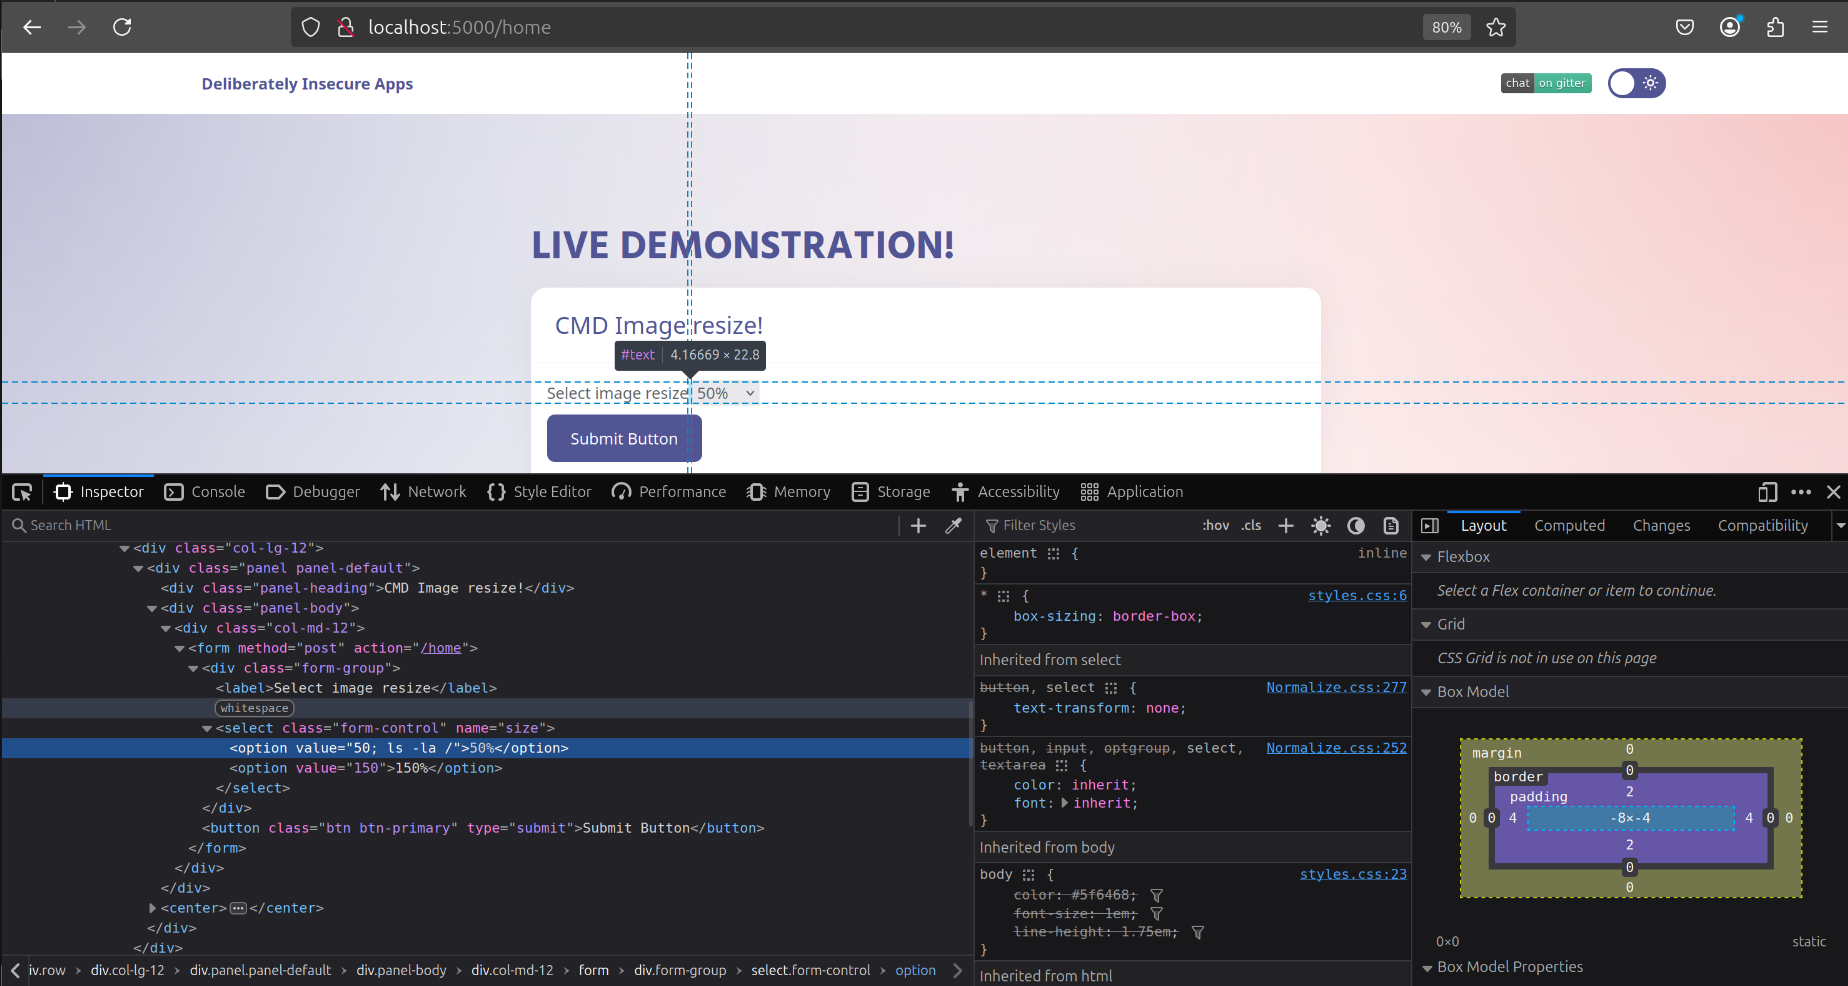 localhost:5000/home
80%
Deliberately Insecure Apps
chat on gitter
LIVE DEMONSTRATION!
CMD Image resize!
#text 4.16669 × 22.8
Select image resize 50%
Submit Button
Inspector Console Debugger Network Style Editor Performance Memory Storage Accessibility Application
Search HTML
<div class="col-lg-12">
<div class="panel panel-default">
<div class="panel-heading">CMD Image resize!</div>
<div class="panel-body">
<div class="col-md-12">
<form method="post" action="/home">
<div class="form-group">
<label>Select image resize</label>
whitespace
<select class="form-control" name="size">
<option value="50; ls -la /">50%</option>
<option value="150">150%</option>
</select>
</div>
<button class="btn btn-primary" type="submit">Submit Button</button>
</form>
</div>
</div>
<center>…</center>
</div>
</div>
iv.row › div.col-lg-12 › div.panel.panel-default › div.panel-body › div.col-md-12 › form › div.form-group › select.form-control › option
Filter Styles :hov .cls
element { inline
}
* { styles.css:6
box-sizing: border-box;
}
Inherited from select
button, select { Normalize.css:277
text-transform: none;
}
button, input, optgroup, select, Normalize.css:252
textarea {
color: inherit;
font: inherit;
}
Inherited from body
body { styles.css:23
color: #5f6468;
font-size: 1em;
line-height: 1.75em;
}
Inherited from html
Layout Computed Changes Compatibility
Flexbox
Select a Flex container or item to continue.
Grid
CSS Grid is not in use on this page
Box Model
margin 0
border 0
padding 2
0 0 4 -8×-4 4 0 0
2
0
0
0×0 static
Box Model Properties